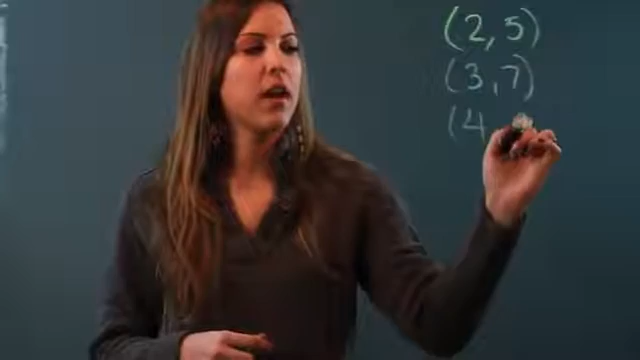 (2,5)
(3,7)
(4,